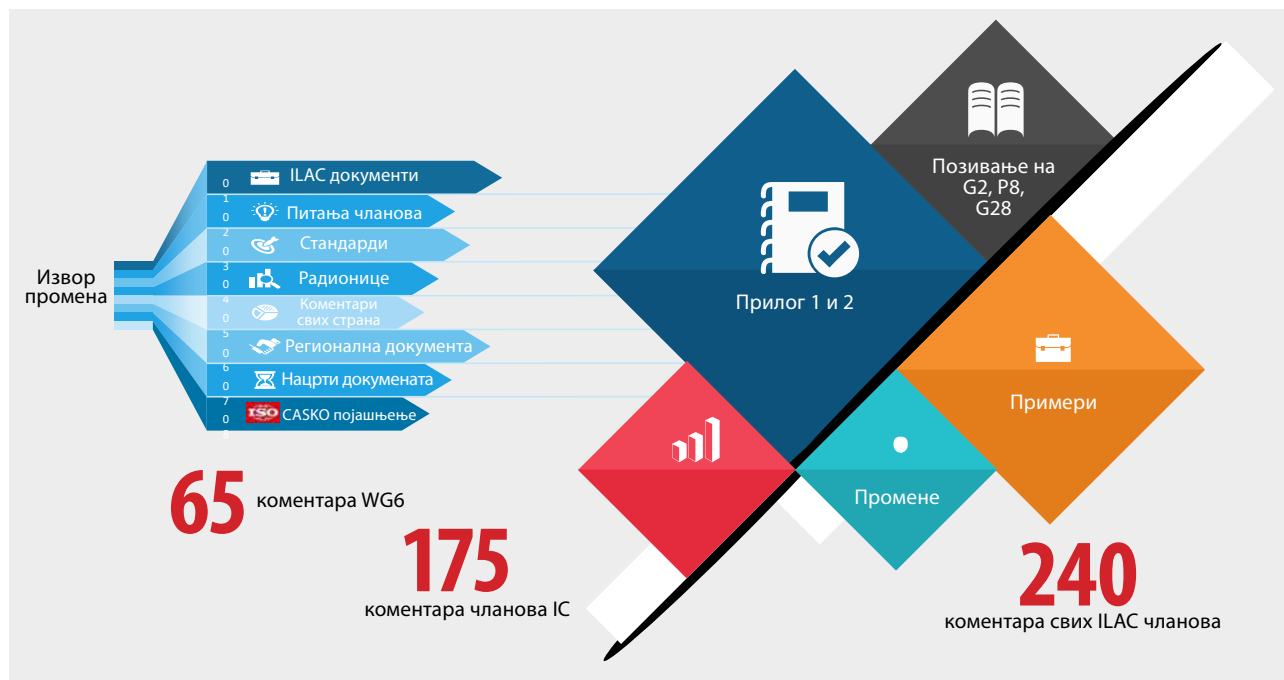 Извор
промена
0
ILAC документи
1
0
Питања чланова
2
0
Стандарди
3
0
Радионице
4
0
Коментари
свих страна
5
0
Регионална документа
6
0
Нацрти докумената
7
0
ISO CASKO појашњење
8
65 коментара WG6
175
коментара чланова IC
Прилог 1 и 2
Позивање на
G2, P8,
G28
Примери
Промене
240
коментара свих ILAC чланова